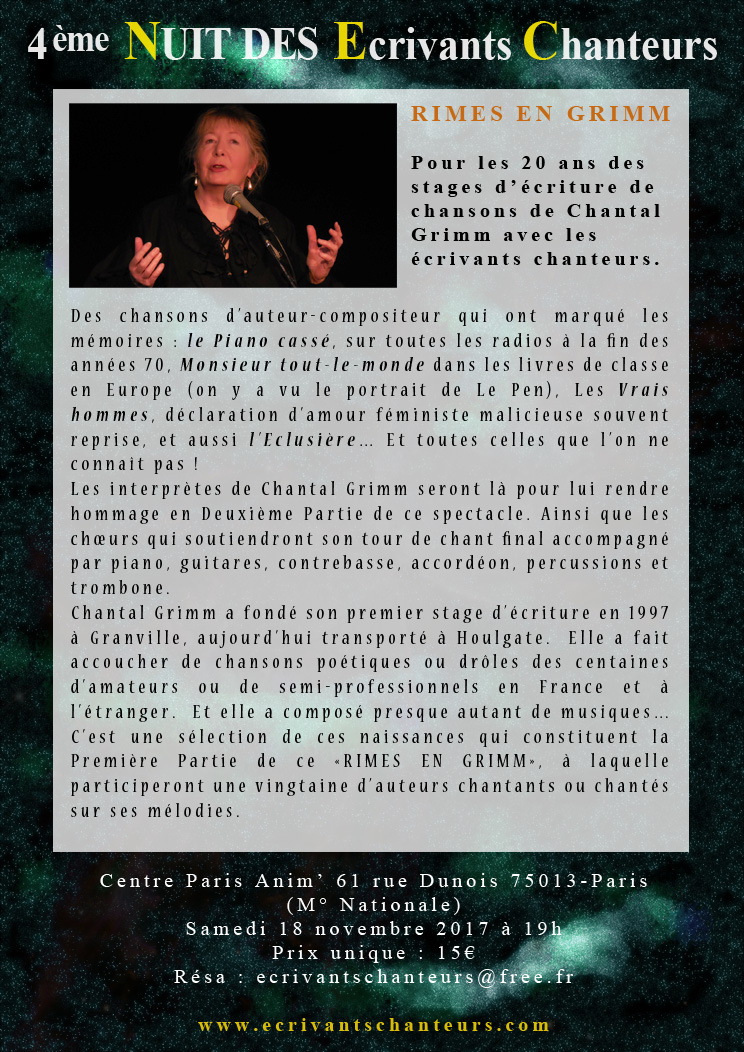 4ème NUIT DES Ecrivants Chanteurs
RIMES EN GRIMM
Pour les 20 ans des
stages d’écriture de
chansons de Chantal
Grimm avec les
écrivants chanteurs.
Des chansons d’auteur-compositeur qui ont marqué les
mémoires : le Piano cassé, sur toutes les radios à la fin des
années 70, Monsieur tout-le-monde dans les livres de classe
en Europe (on y a vu le portrait de Le Pen), Les Vrais
hommes, déclaration d’amour féministe malicieuse souvent
reprise, et aussi l’Eclusière… Et toutes celles que l’on ne
connaît pas !
Les interprètes de Chantal Grimm seront là pour lui rendre
hommage en Deuxième Partie de ce spectacle. Ainsi que les
chœurs qui soutiendront son tour de chant final accompagné
par piano, guitares, contrebasse, accordéon, percussions et
trombone.
Chantal Grimm a fondé son premier stage d’écriture en 1997
à Granville, aujourd’hui transporté à Houlgate. Elle a fait
accoucher de chansons poétiques ou drôles des centaines
d’amateurs ou de semi-professionnels en France et à
l’étranger. Et elle a composé presque autant de musiques…
C’est une sélection de ces naissances qui constituent la
Première Partie de ce «RIMES EN GRIMM», à laquelle
participeront une vingtaine d’auteurs chantants ou chantés
sur ses mélodies.
Centre Paris Anim’ 61 rue Dunois 75013-Paris
(M° Nationale)
Samedi 18 novembre 2017 à 19h
Prix unique : 15€
Résa : ecrivantschanteurs@free.fr
www.ecrivantschanteurs.com